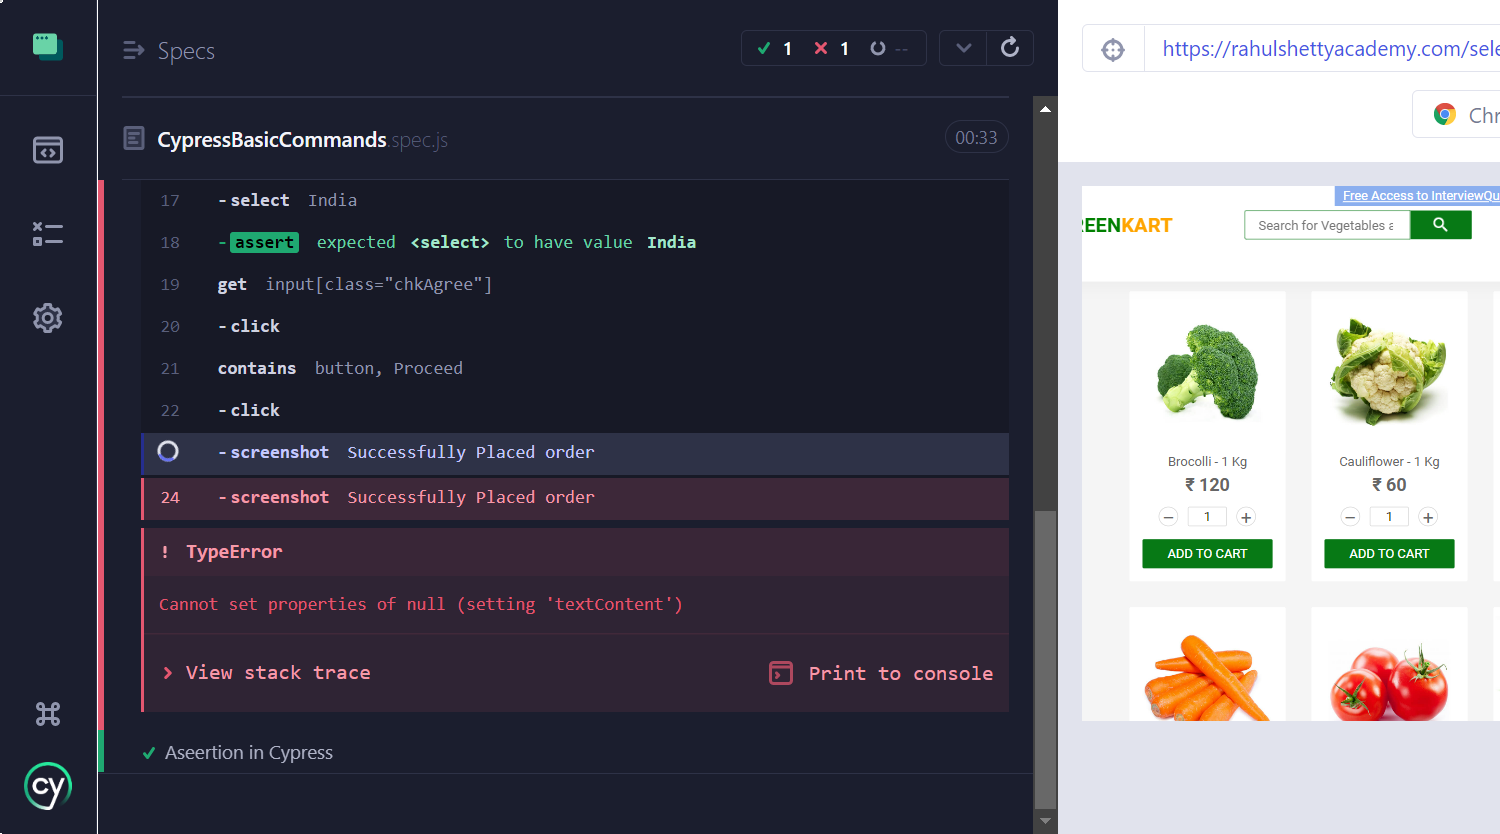 Specs
1 1 --
CypressBasicCommands.spec.js
00:33
17 -select India
18 -assert expected <select> to have value India
19 get input[class="chkAgree"]
20 -click
21 contains button, Proceed
22 -click
-screenshot Successfully Placed order
24 -screenshot Successfully Placed order
! TypeError
Cannot set properties of null (setting 'textContent')
> View stack trace
Print to console
Aseertion in Cypress
cy
https://rahulshettyacademy.com/sele
Chr
Free Access to InterviewQu
REENKART
Search for Vegetables a
Brocolli - 1 Kg
₹ 120
− 1 +
ADD TO CART
Cauliflower - 1 Kg
₹ 60
− 1 +
ADD TO CART